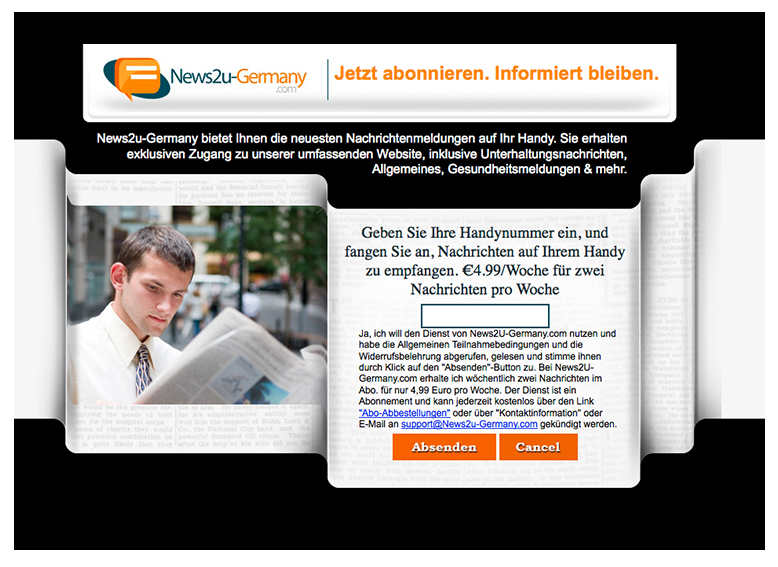 News2u-Germany
.com
Jetzt abonnieren. Informiert bleiben.
News2u-Germany bietet Ihnen die neuesten Nachrichtenmeldungen auf Ihr Handy. Sie erhalten
exklusiven Zugang zu unserer umfassenden Website, inklusive Unterhaltungsnachrichten,
Allgemeines, Gesundheitsmeldungen & mehr.
Geben Sie Ihre Handynummer ein, und
fangen Sie an, Nachrichten auf Ihrem Handy
zu empfangen. €4.99/Woche für zwei
Nachrichten pro Woche
Ja, ich will den Dienst von News2U-Germany.com nutzen und
habe die Allgemeinen Teilnahmebedingungen und die
Widerrufsbelehrung abgerufen, gelesen und stimme ihnen
durch Klick auf den "Absenden"-Button zu. Bei News2U-
Germany.com erhalte ich wöchentlich zwei Nachrichten im
Abo. für nur 4,99 Euro pro Woche. Der Dienst ist ein
Abonnement und kann jederzeit kostenlos über den Link
"Abo-Abbestellungen" oder über "Kontaktinformation" oder
E-Mail an support@News2u-Germany.com gekündigt werden.
Absenden Cancel